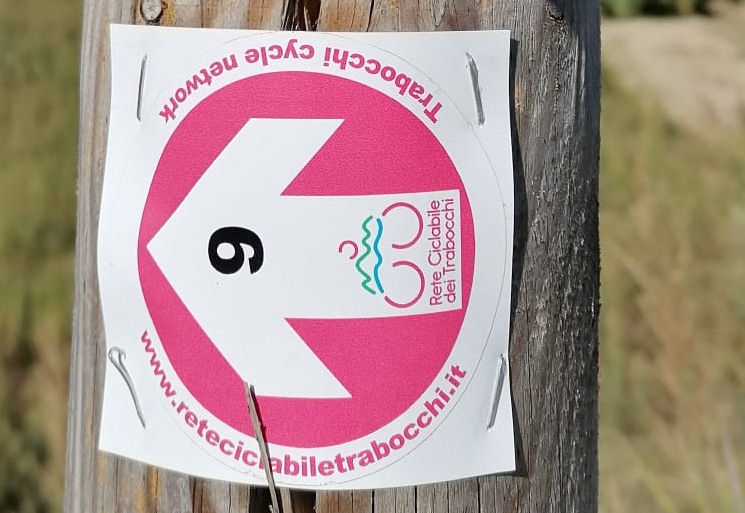 Trabocchi cycle network
9
Rete Ciclabile
dei Trabocchi
www.reteciclabiletrabocchi.it